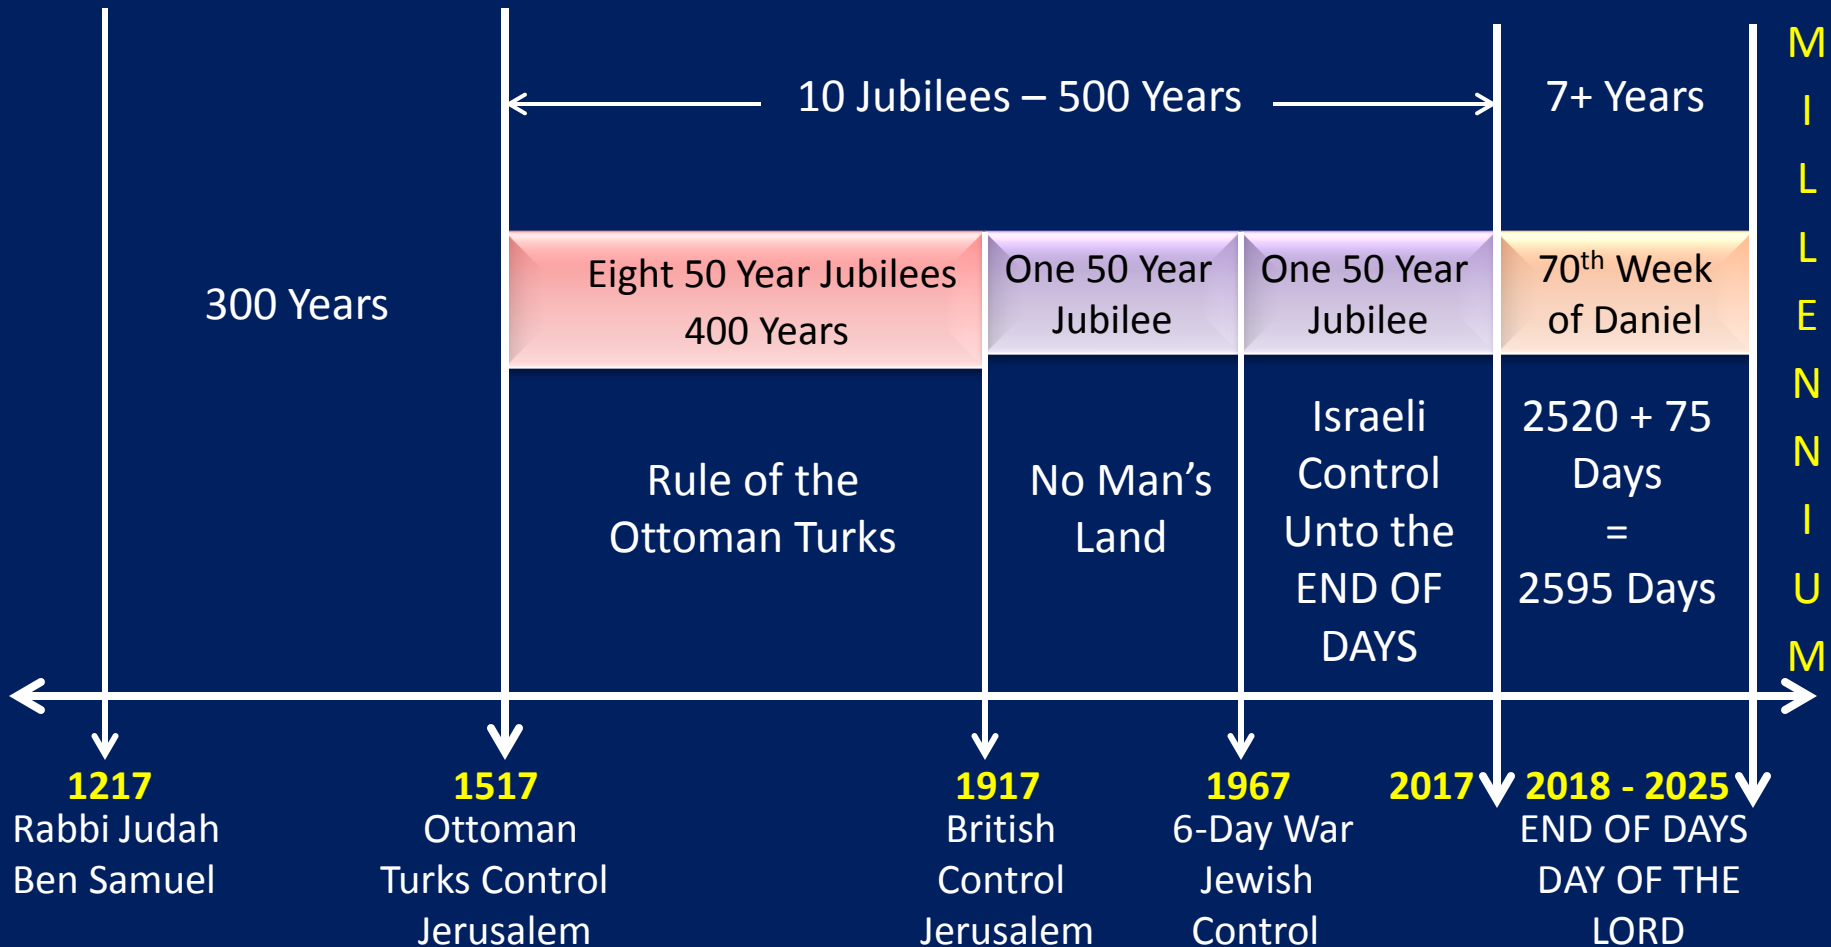 10 Jubilees – 500 Years
7+ Years
300 Years
Eight 50 Year Jubilees
400 Years
One 50 Year
Jubilee
One 50 Year
Jubilee
70th Week
of Daniel
Rule of the
Ottoman Turks
No Man’s
Land
Israeli
Control
Unto the
END OF
DAYS
2520 + 75
Days
=
2595 Days
M
I
L
L
E
N
N
I
U
M
1217
Rabbi Judah
Ben Samuel
1517
Ottoman
Turks Control
Jerusalem
1917
British
Control
Jerusalem
1967
6-Day War
Jewish
Control
2017
2018 - 2025
END OF DAYS
DAY OF THE
LORD